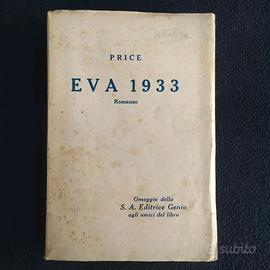 PRICE
EVA 1933
Romanzo
Omaggio della
S. A. Editrice Genio
agli amici del libro
subito